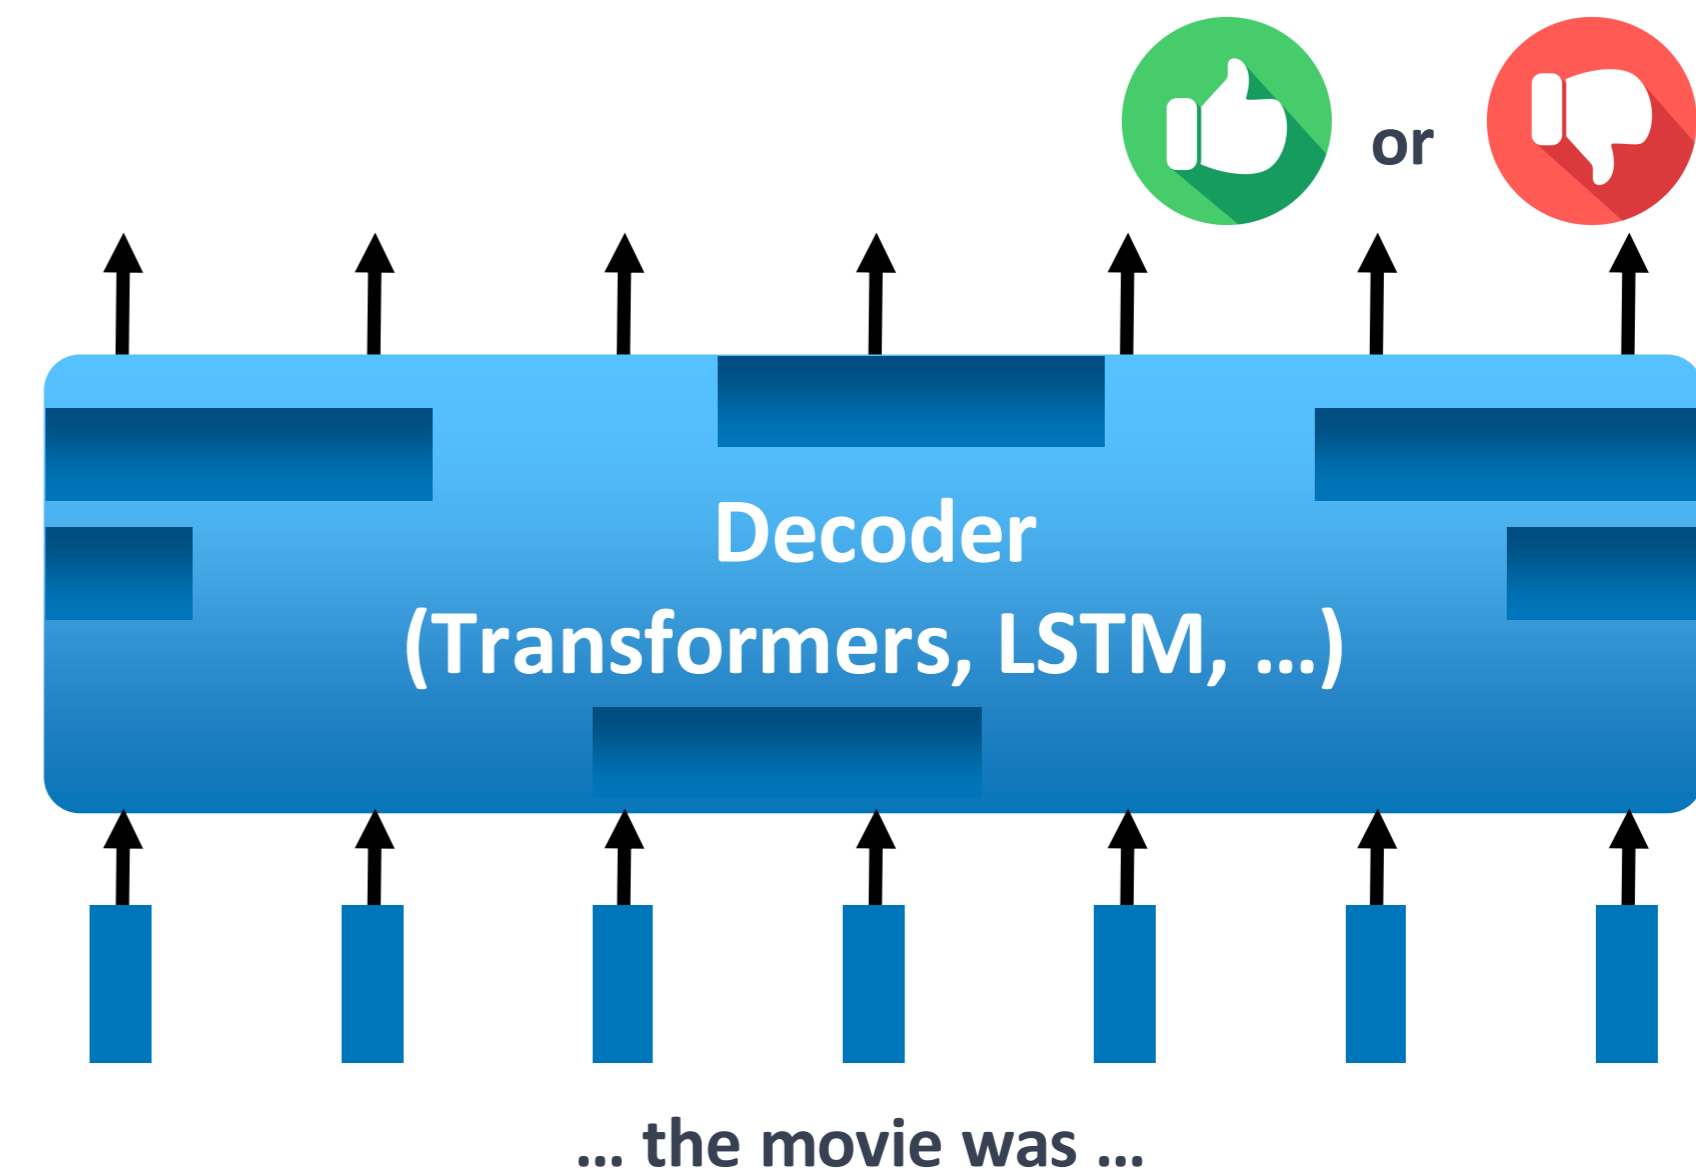 or
Decoder
(Transformers, LSTM, ...)
... the movie was ...